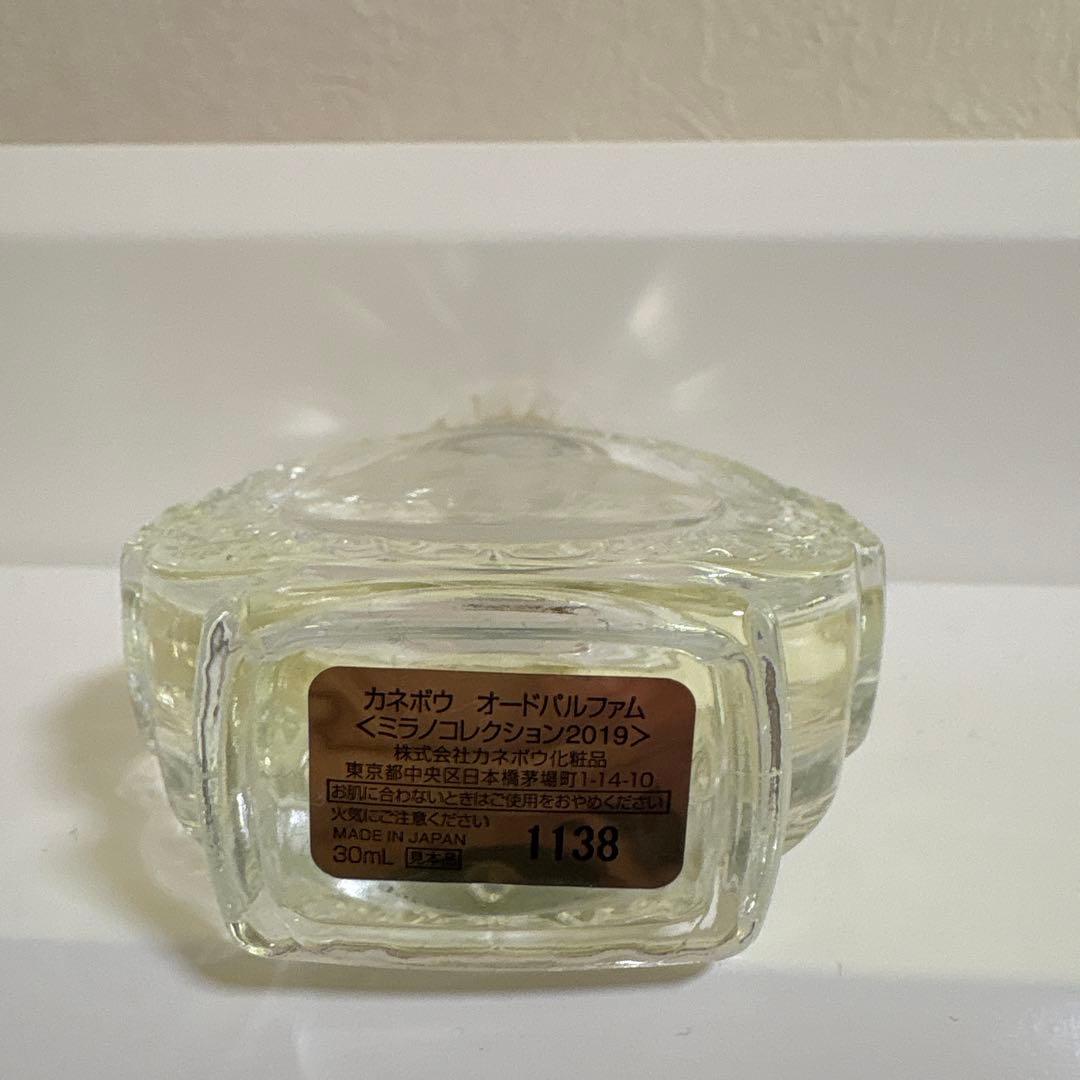 カネボウ オードパルファム
<ミラノコレクション2019>
株式会社カネボウ化粧品
東京都中央区日本橋茅場町1-14-10
お肌に合わないときはご使用をおやめください
火気にご注意ください
MADE IN JAPAN
30mL 見本品 1138